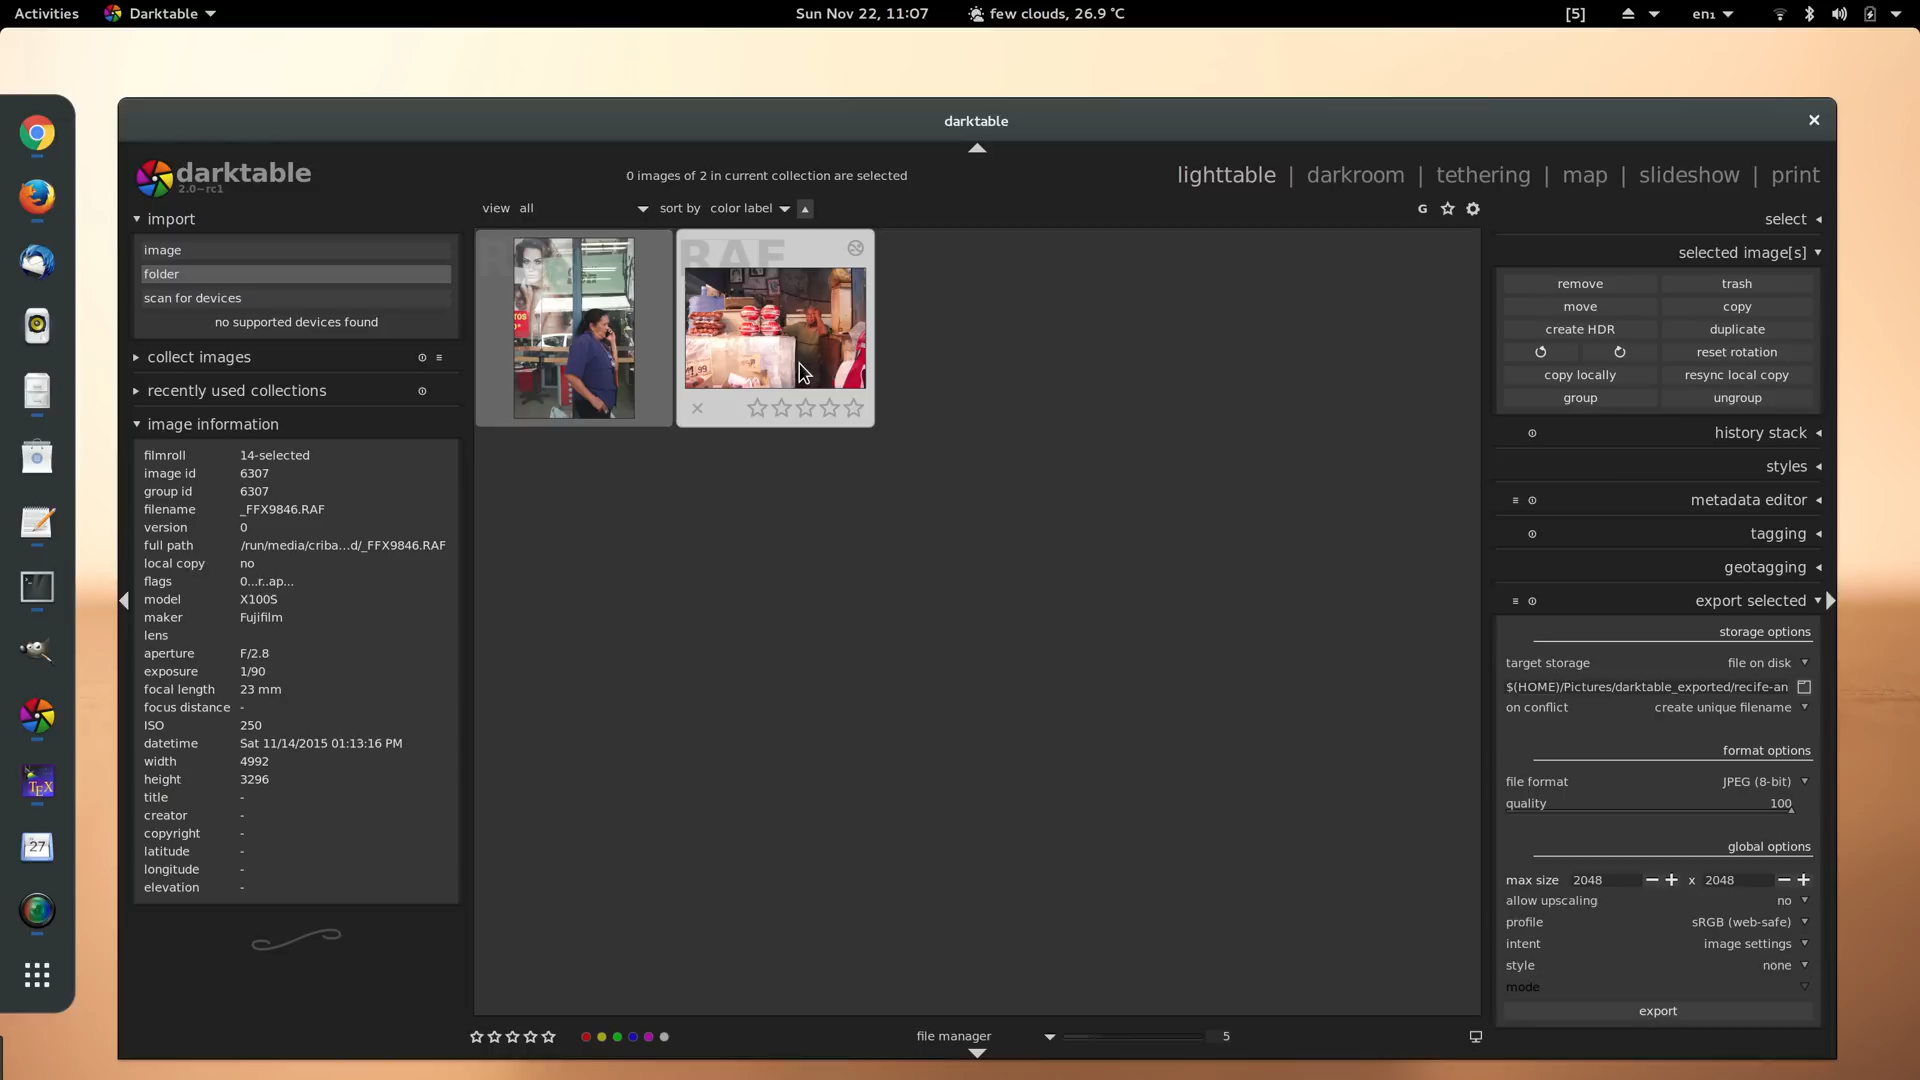 Activities Darktable Sun Nov 22, 11:07 few clouds, 26.9 °C [5] en₁
darktable
darktable
2.0~rc1
0 images of 2 in current collection are selected
lighttable | darkroom | tethering | map | slideshow | print
view all sort by color label G
import
image
folder
scan for devices
no supported devices found
collect images
recently used collections
image information
filmroll 14-selected
image id 6307
group id 6307
filename _FFX9846.RAF
version 0
full path /run/media/criba...d/_FFX9846.RAF
local copy no
flags 0...r..ap...
model X100S
maker Fujifilm
lens
aperture F/2.8
exposure 1/90
focal length 23 mm
focus distance -
ISO 250
datetime Sat 11/14/2015 01:13:16 PM
width 4992
height 3296
title -
creator -
copyright -
latitude -
longitude -
elevation -
RAF
select
selected image[s]
remove trash
move copy
create HDR duplicate
reset rotation
copy locally resync local copy
group ungroup
history stack
styles
metadata editor
tagging
geotagging
export selected
storage options
target storage file on disk
$(HOME)/Pictures/darktable_exported/recife-an
on conflict create unique filename
format options
file format JPEG (8-bit)
quality 100
global options
max size 2048 x 2048
allow upscaling no
profile sRGB (web-safe)
intent image settings
style none
mode
export
file manager 5
TEX
27